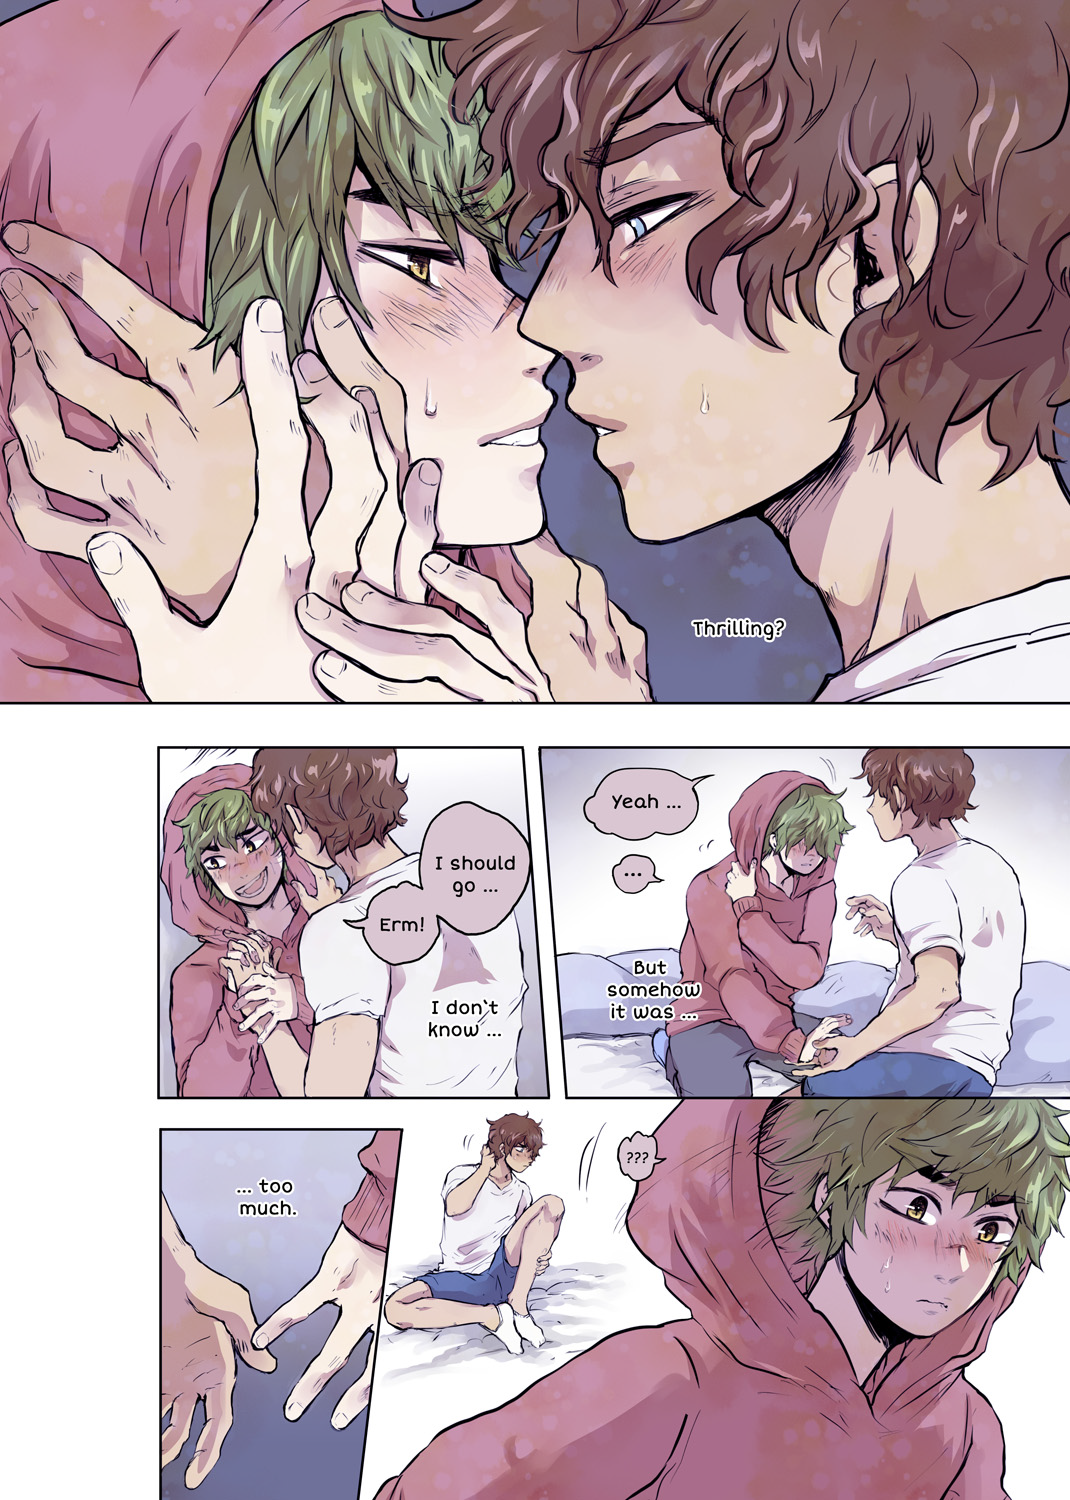 Thrilling?
Erm!
I should
go ...
I don't
know ...
Yeah ...
...
But
somehow
it was ...
... too
much.
???